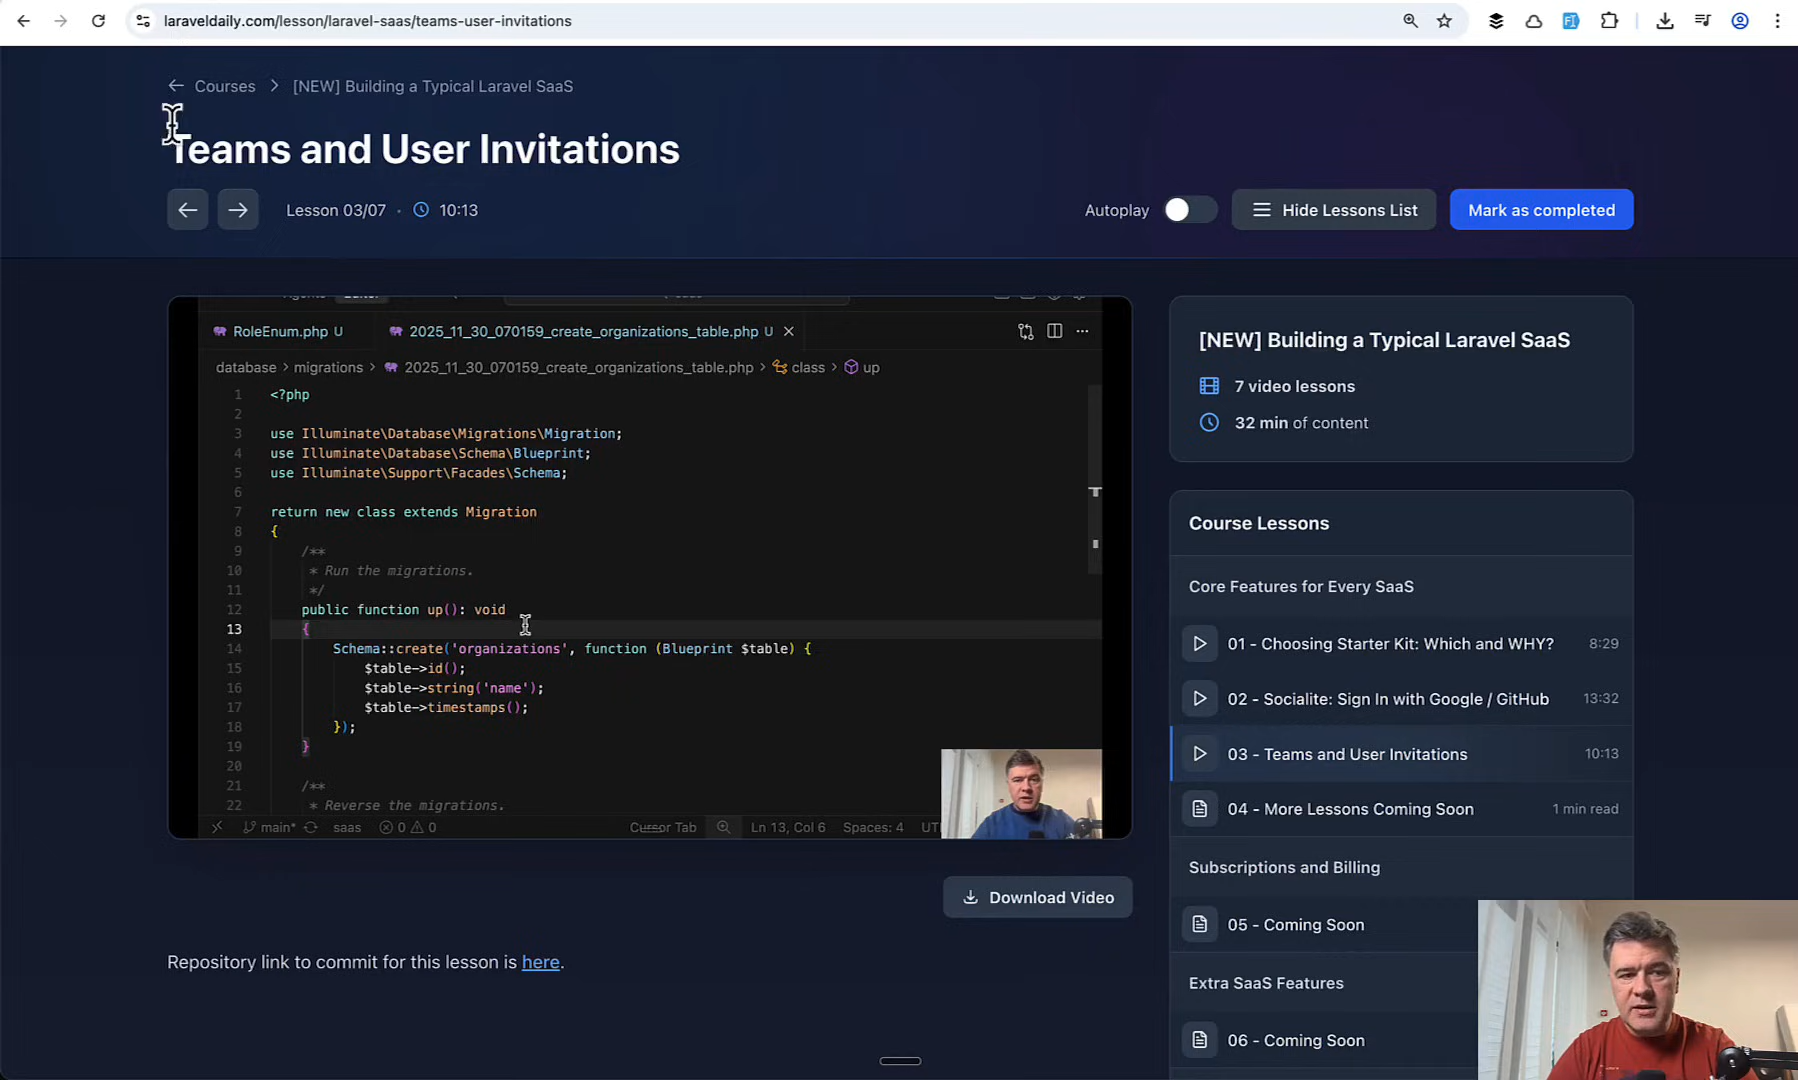 laraveldaily.com/lesson/laravel-saas/teams-user-invitations
Courses > [NEW] Building a Typical Laravel SaaS
Teams and User Invitations
Lesson 03/07 · 10:13
Autoplay
Hide Lessons List
Mark as completed
RoleEnum.php U
2025_11_30_070159_create_organizations_table.php U
database > migrations > 2025_11_30_070159_create_organizations_table.php > class > up
1 <?php
2
3 use Illuminate\Database\Migrations\Migration;
4 use Illuminate\Database\Schema\Blueprint;
5 use Illuminate\Support\Facades\Schema;
6
7 return new class extends Migration
8 {
9 /**
10 * Run the migrations.
11 */
12 public function up(): void
13 {
14 Schema::create('organizations', function (Blueprint $table) {
15 $table->id();
16 $table->string('name');
17 $table->timestamps();
18 });
19 }
20
21 /**
22 * Reverse the migrations.
main* saas 0 0 Cursor Tab Ln 13, Col 6 Spaces: 4
Download Video
Repository link to commit for this lesson is here.
[NEW] Building a Typical Laravel SaaS
7 video lessons
32 min of content
Course Lessons
Core Features for Every SaaS
01 - Choosing Starter Kit: Which and WHY? 8:29
02 - Socialite: Sign In with Google / GitHub 13:32
03 - Teams and User Invitations 10:13
04 - More Lessons Coming Soon 1 min read
Subscriptions and Billing
05 - Coming Soon
Extra SaaS Features
06 - Coming Soon